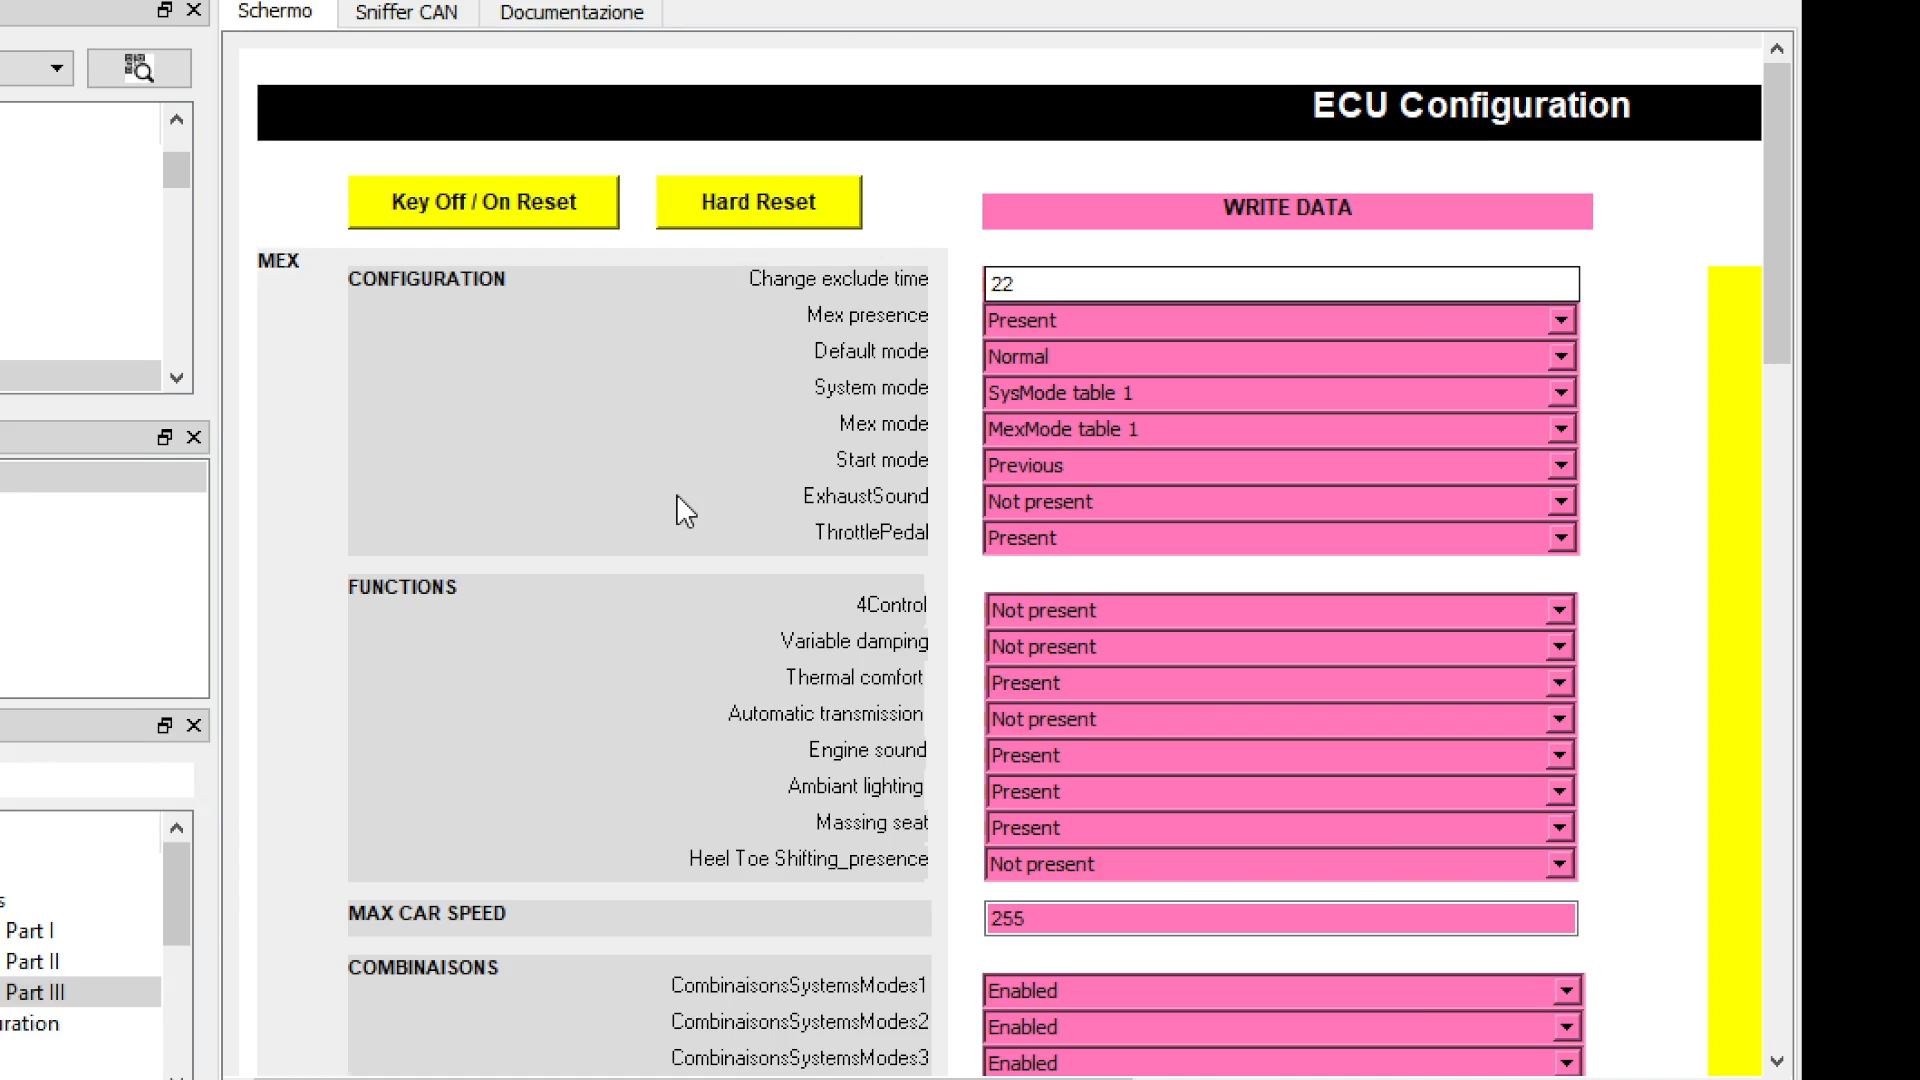 Schermo Sniffer CAN Documentazione
ECU Configuration
Key Off / On Reset Hard Reset WRITE DATA
MEX
CONFIGURATION Change exclude time 22
Mex presence Present
Default mode Normal
System mode SysMode table 1
Mex mode MexMode table 1
Start mode Previous
ExhaustSound Not present
ThrottlePedal Present
FUNCTIONS
4Control Not present
Variable damping Not present
Thermal comfort Present
Automatic transmission Not present
Engine sound Present
Ambiant lighting Present
Massing seat Present
Heel Toe Shifting_presence Not present
MAX CAR SPEED 255
COMBINAISONS
CombinaisonsSystemsModes1 Enabled
CombinaisonsSystemsModes2 Enabled
CombinaisonsSystemsModes3 Enabled
s
Part I
Part II
Part III
uration